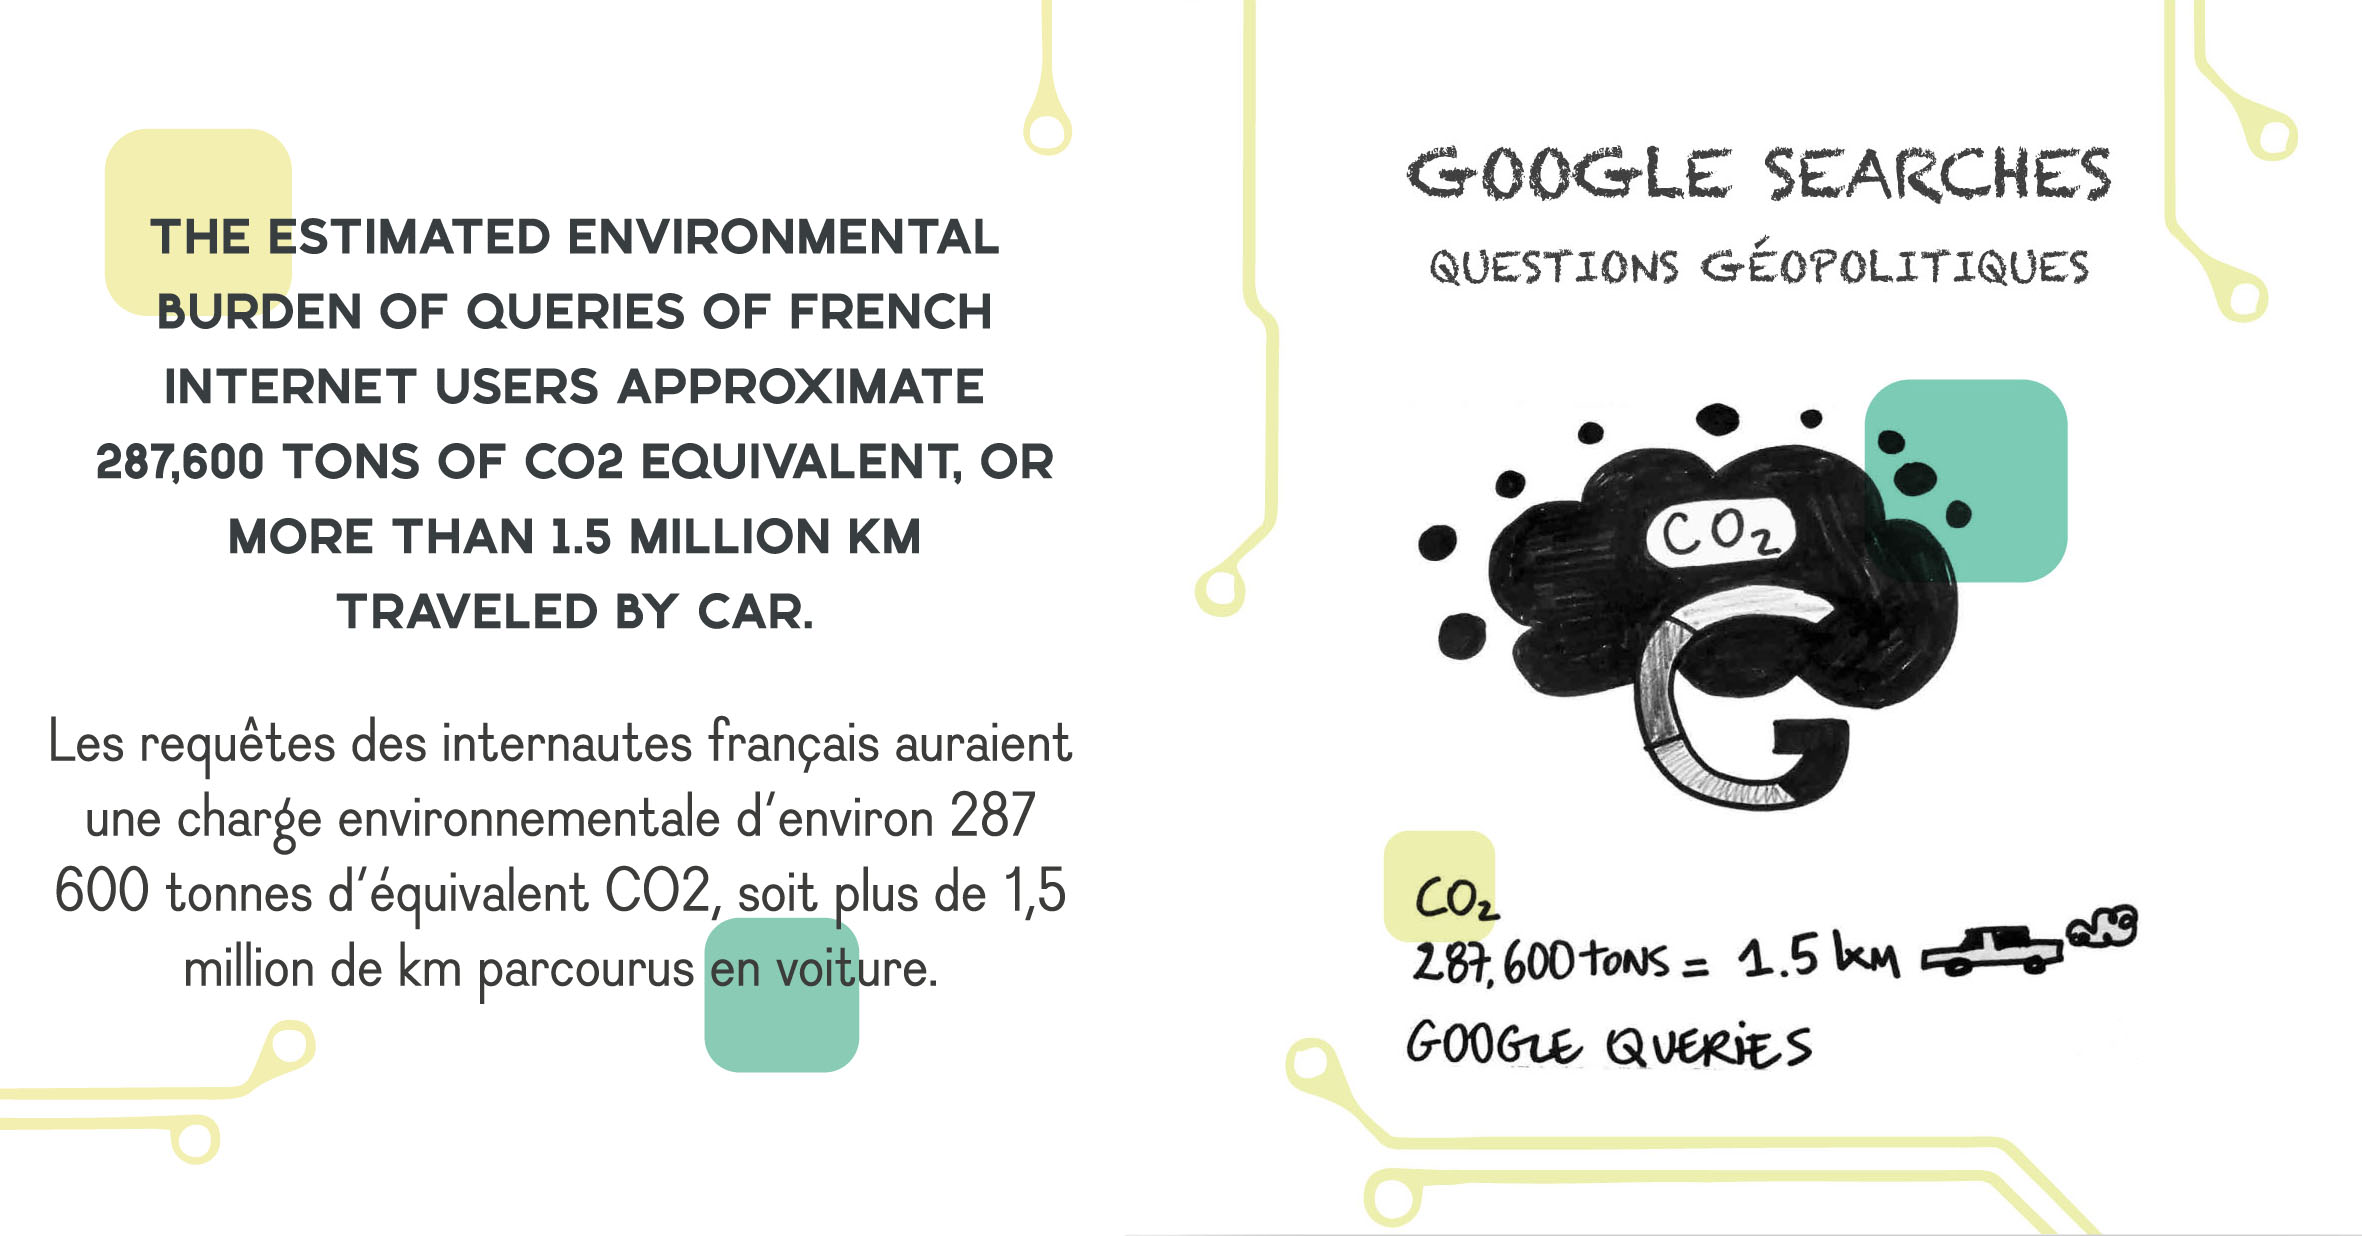 THE ESTIMATED ENVIRONMENTAL
BURDEN OF QUERIES OF FRENCH
INTERNET USERS APPROXIMATE
287,600 TONS OF CO2 EQUIVALENT, OR
MORE THAN 1.5 MILLION KM
TRAVELED BY CAR.
Les requêtes des internautes français auraient
une charge environnementale d'environ 287
600 tonnes d'équivalent CO2, soit plus de 1,5
million de km parcourus en voiture.
GOOGLE SEARCHES
QUESTIONS GÉOPOLITIQUES
CO2
G
CO2
287,600 TONS = 1.5 KM
GOOGLE QUERIES